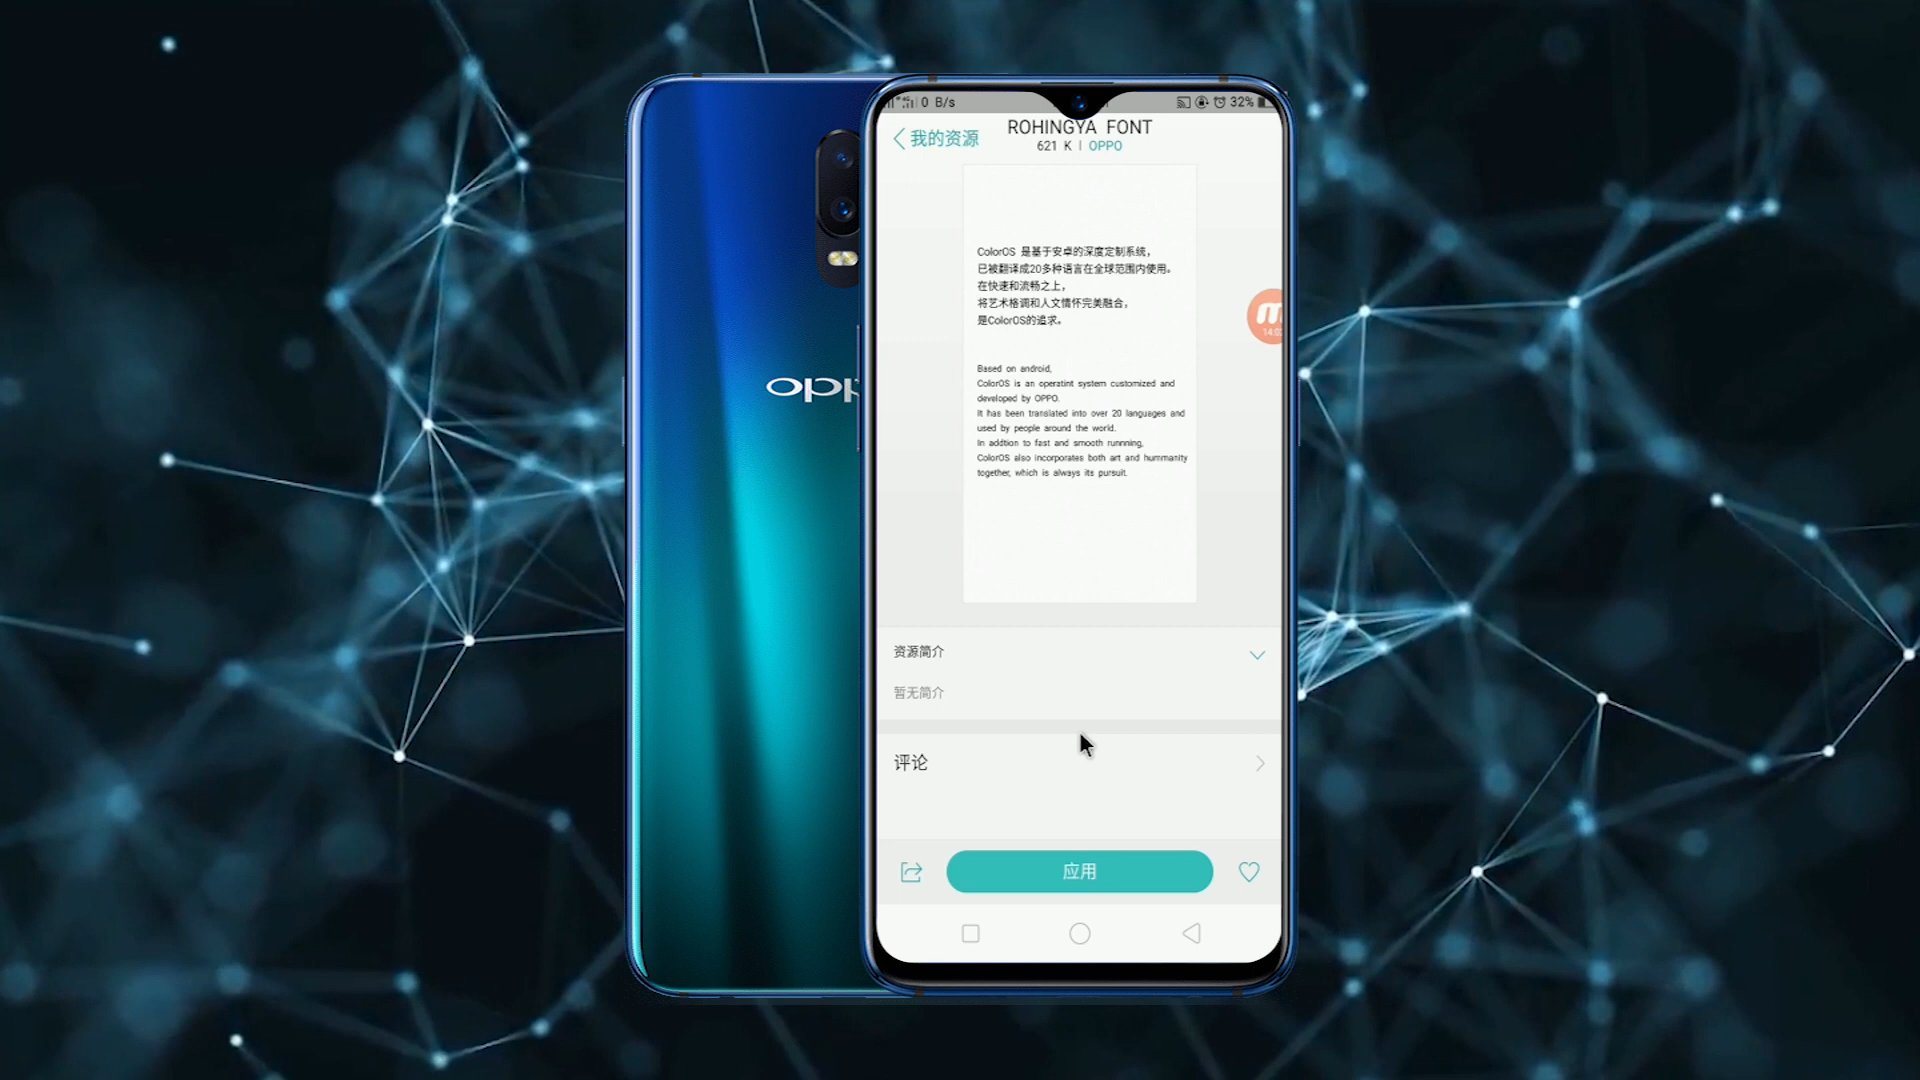 0 B/s
32%
我的资源
ROHINGYA FONT
621 K | OPPO
ColorOS 是基于安卓的深度定制系统，
已被翻译成20多种语言在全球范围内使用。
在快速和流畅之上，
将艺术格调和人文情怀完美融合，
是ColorOS的追求。
Based on android,
ColorOS is an operatint system customized and
developed by OPPO.
It has been translated into over 20 languages and
used by people around the world.
In addtion to fast and smooth runnning,
ColorOS also incorporates both art and hummanity
together, which is always its pursuit.
资源简介
暂无简介
评论
应用